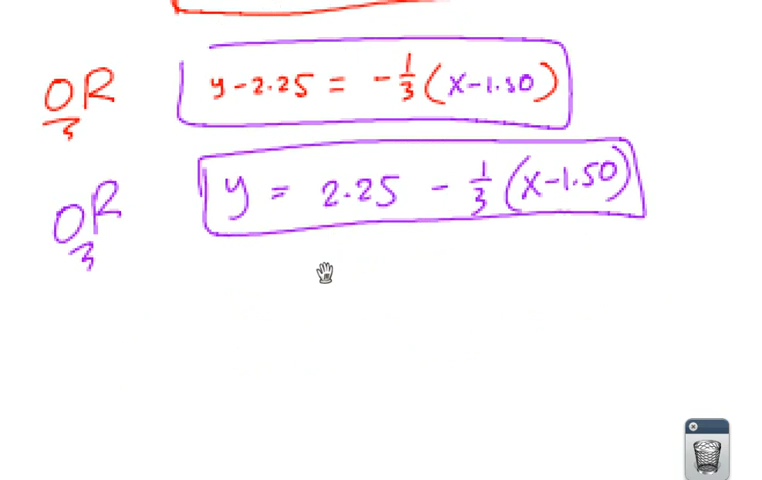 OR y-2.25 = -1/3(x-1.50)
OR y = 2.25 - 1/3(x-1.50)